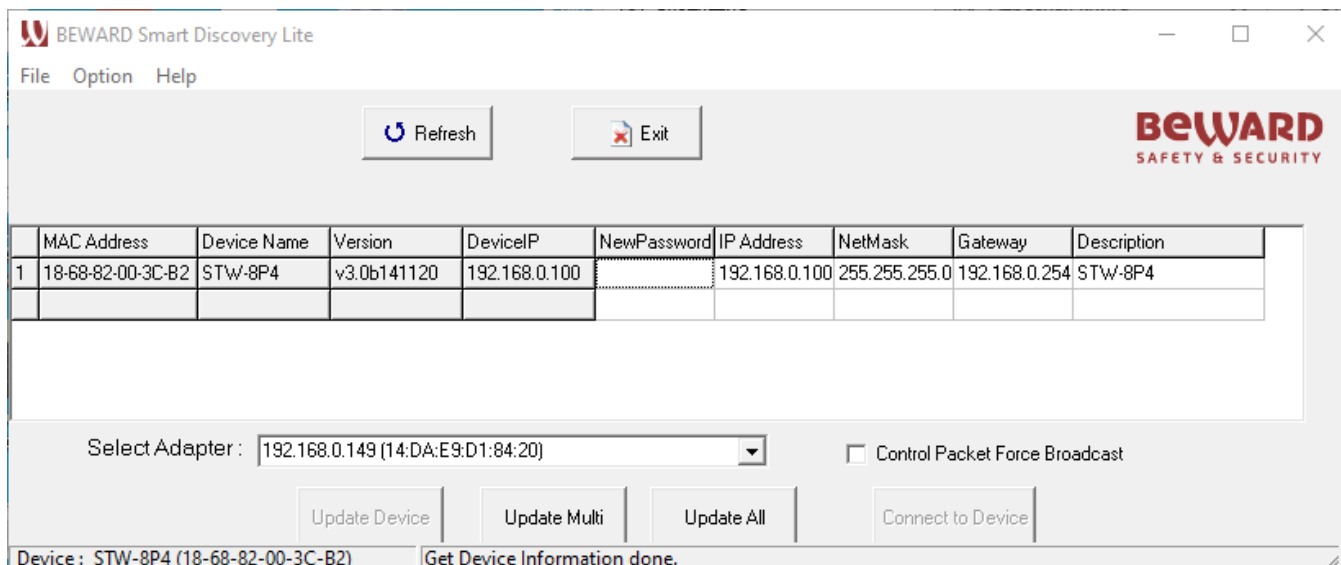 BEWARD Smart Discovery Lite
File Option Help
Refresh Exit
BEWARD
SAFETY & SECURITY
MAC Address Device Name Version DeviceIP NewPassword IP Address NetMask Gateway Description
1 18-68-82-00-3C-B2 STW-8P4 v3.0b141120 192.168.0.100 192.168.0.100 255.255.255.0 192.168.0.254 STW-8P4
Select Adapter : 192.168.0.149 (14:DA:E9:D1:84:20) Control Packet Force Broadcast
Update Device Update Multi Update All Connect to Device
Device : STW-8P4 (18-68-82-00-3C-B2) Get Device Information done.